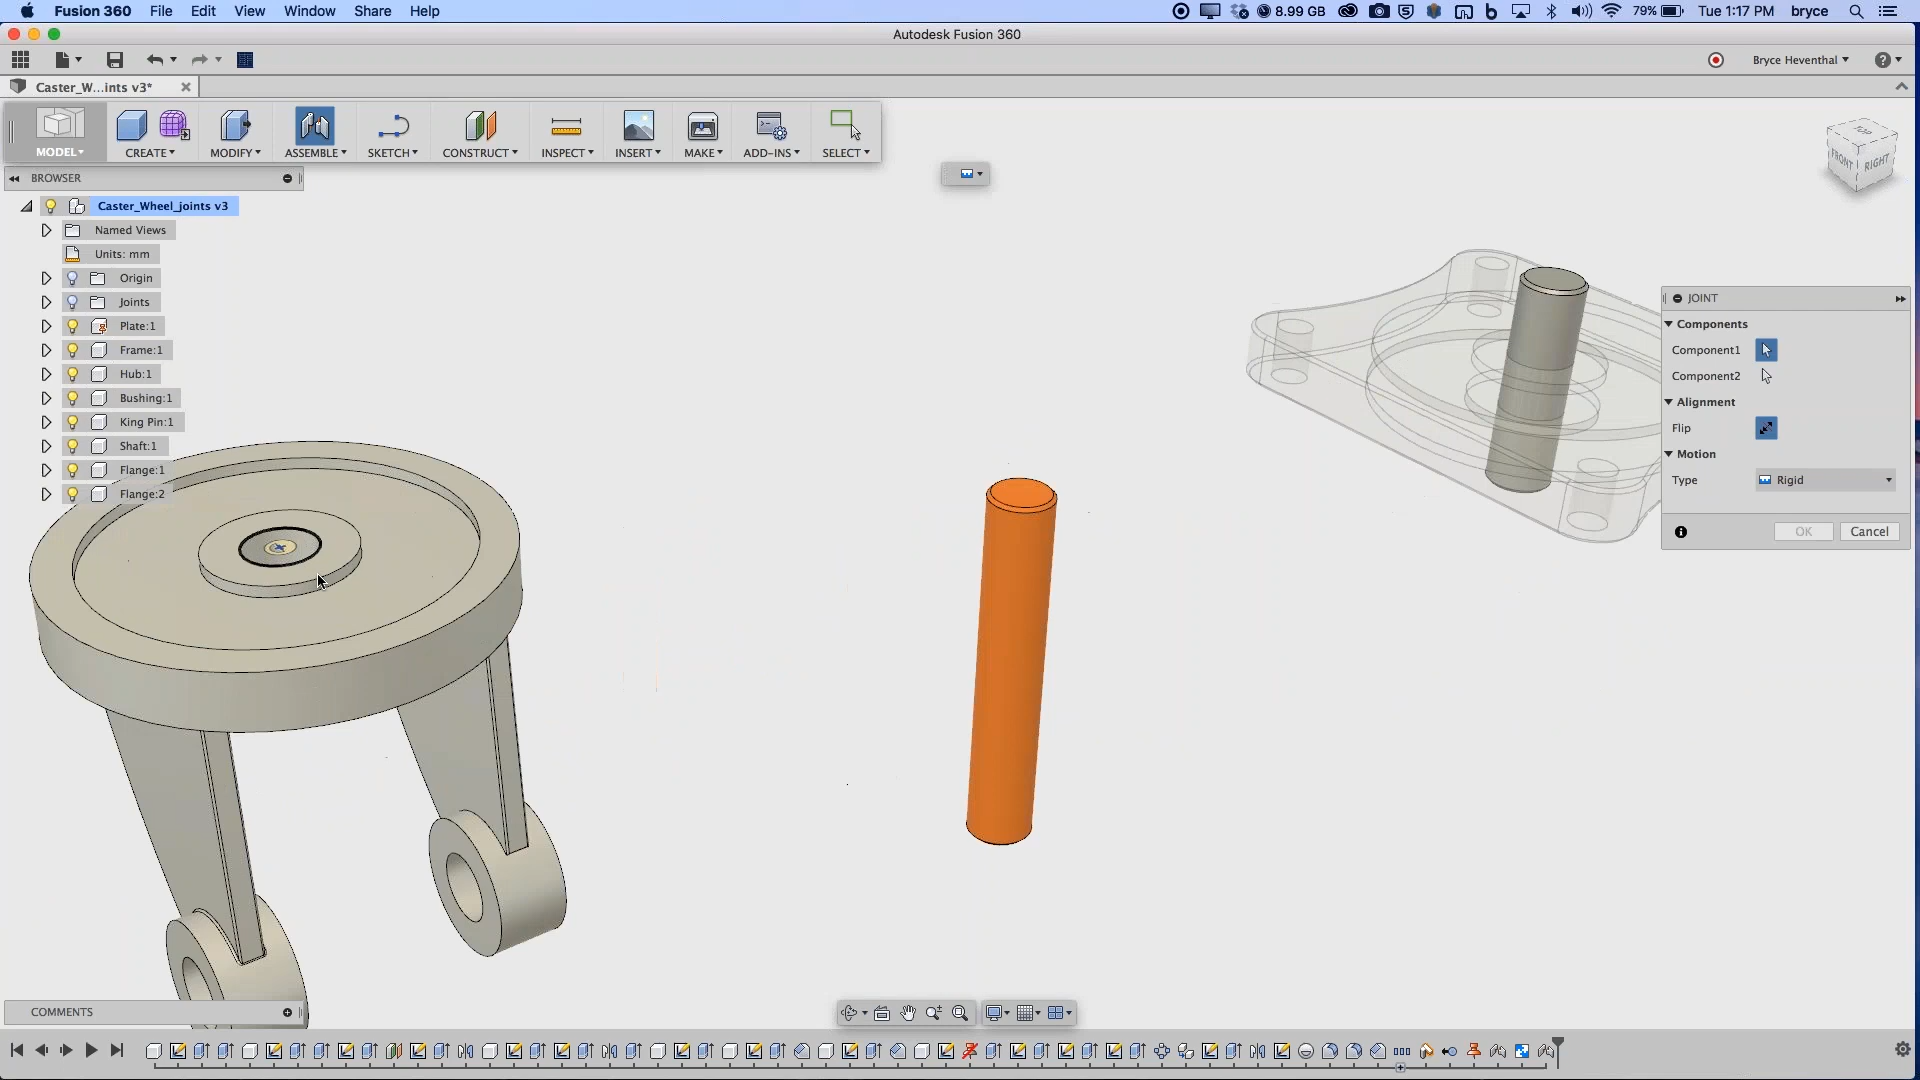 Fusion 360 File Edit View Window Share Help 8.99 GB 79% Tue 1:17 PM bryce
Autodesk Fusion 360
Bryce Heventhal
Caster_W...ints v3*
MODEL CREATE MODIFY ASSEMBLE SKETCH CONSTRUCT INSPECT INSERT MAKE ADD-INS SELECT
TOP
FRONT RIGHT
BROWSER
Caster_Wheel_joints v3
Named Views
Units: mm
Origin
Joints
Plate:1
Frame:1
Hub:1
Bushing:1
King Pin:1
Shaft:1
Flange:1
Flange:2
JOINT
Components
Component1
Component2
Alignment
Flip
Motion
Type Rigid
OK Cancel
COMMENTS